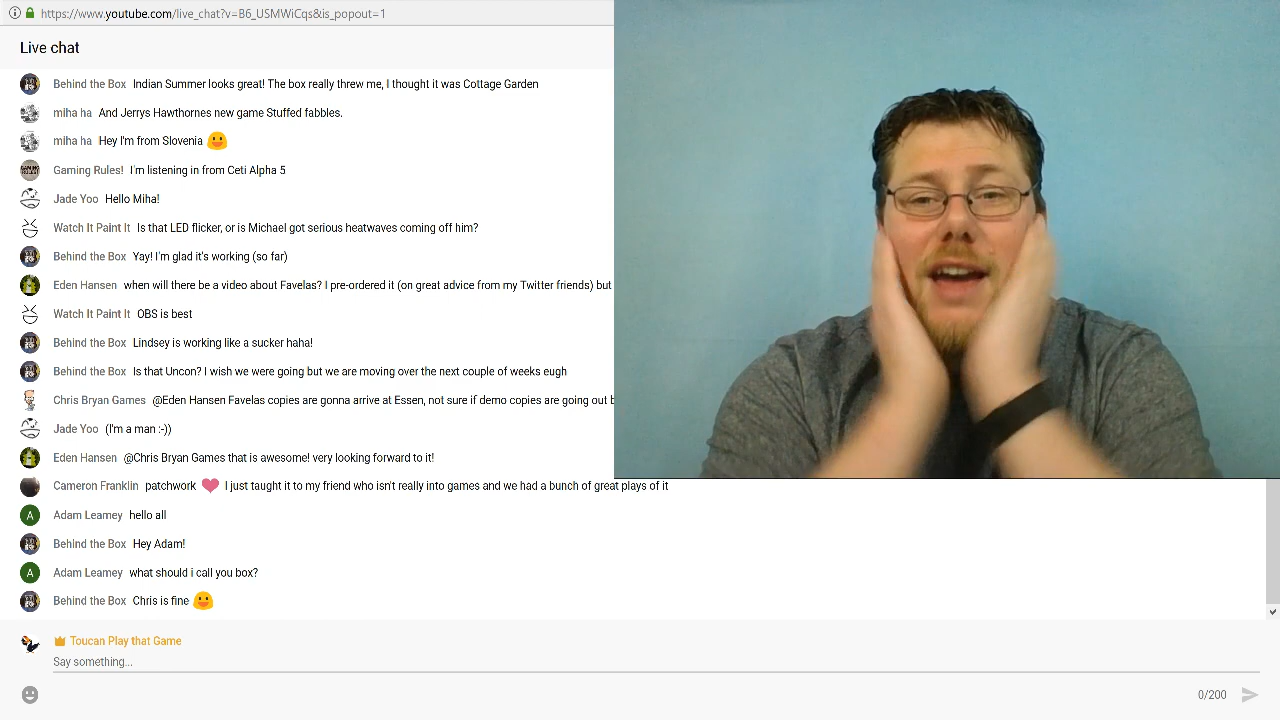 https://www.youtube.com/live_chat?v=B6_USMWiCqs&is_popout=1
Live chat
Behind the Box Indian Summer looks great! The box really threw me, I thought it was Cottage Garden
miha ha And Jerrys Hawthornes new game Stuffed fabbles.
miha ha Hey I'm from Slovenia
Gaming Rules! I'm listening in from Ceti Alpha 5
Jade Yoo Hello Miha!
Watch It Paint It Is that LED flicker, or is Michael got serious heatwaves coming off him?
Behind the Box Yay! I'm glad it's working (so far)
Eden Hansen when will there be a video about Favelas? I pre-ordered it (on great advice from my Twitter friends) but
Watch It Paint It OBS is best
Behind the Box Lindsey is working like a sucker haha!
Behind the Box Is that Uncon? I wish we were going but we are moving over the next couple of weeks eugh
Chris Bryan Games @Eden Hansen Favelas copies are gonna arrive at Essen, not sure if demo copies are going out
Jade Yoo (I'm a man :-))
Eden Hansen @Chris Bryan Games that is awesome! very looking forward to it!
Cameron Franklin patchwork I just taught it to my friend who isn't really into games and we had a bunch of great plays of it
A Adam Leamey hello all
Behind the Box Hey Adam!
A Adam Leamey what should i call you box?
Behind the Box Chris is fine
Toucan Play that Game
Say something...
0/200